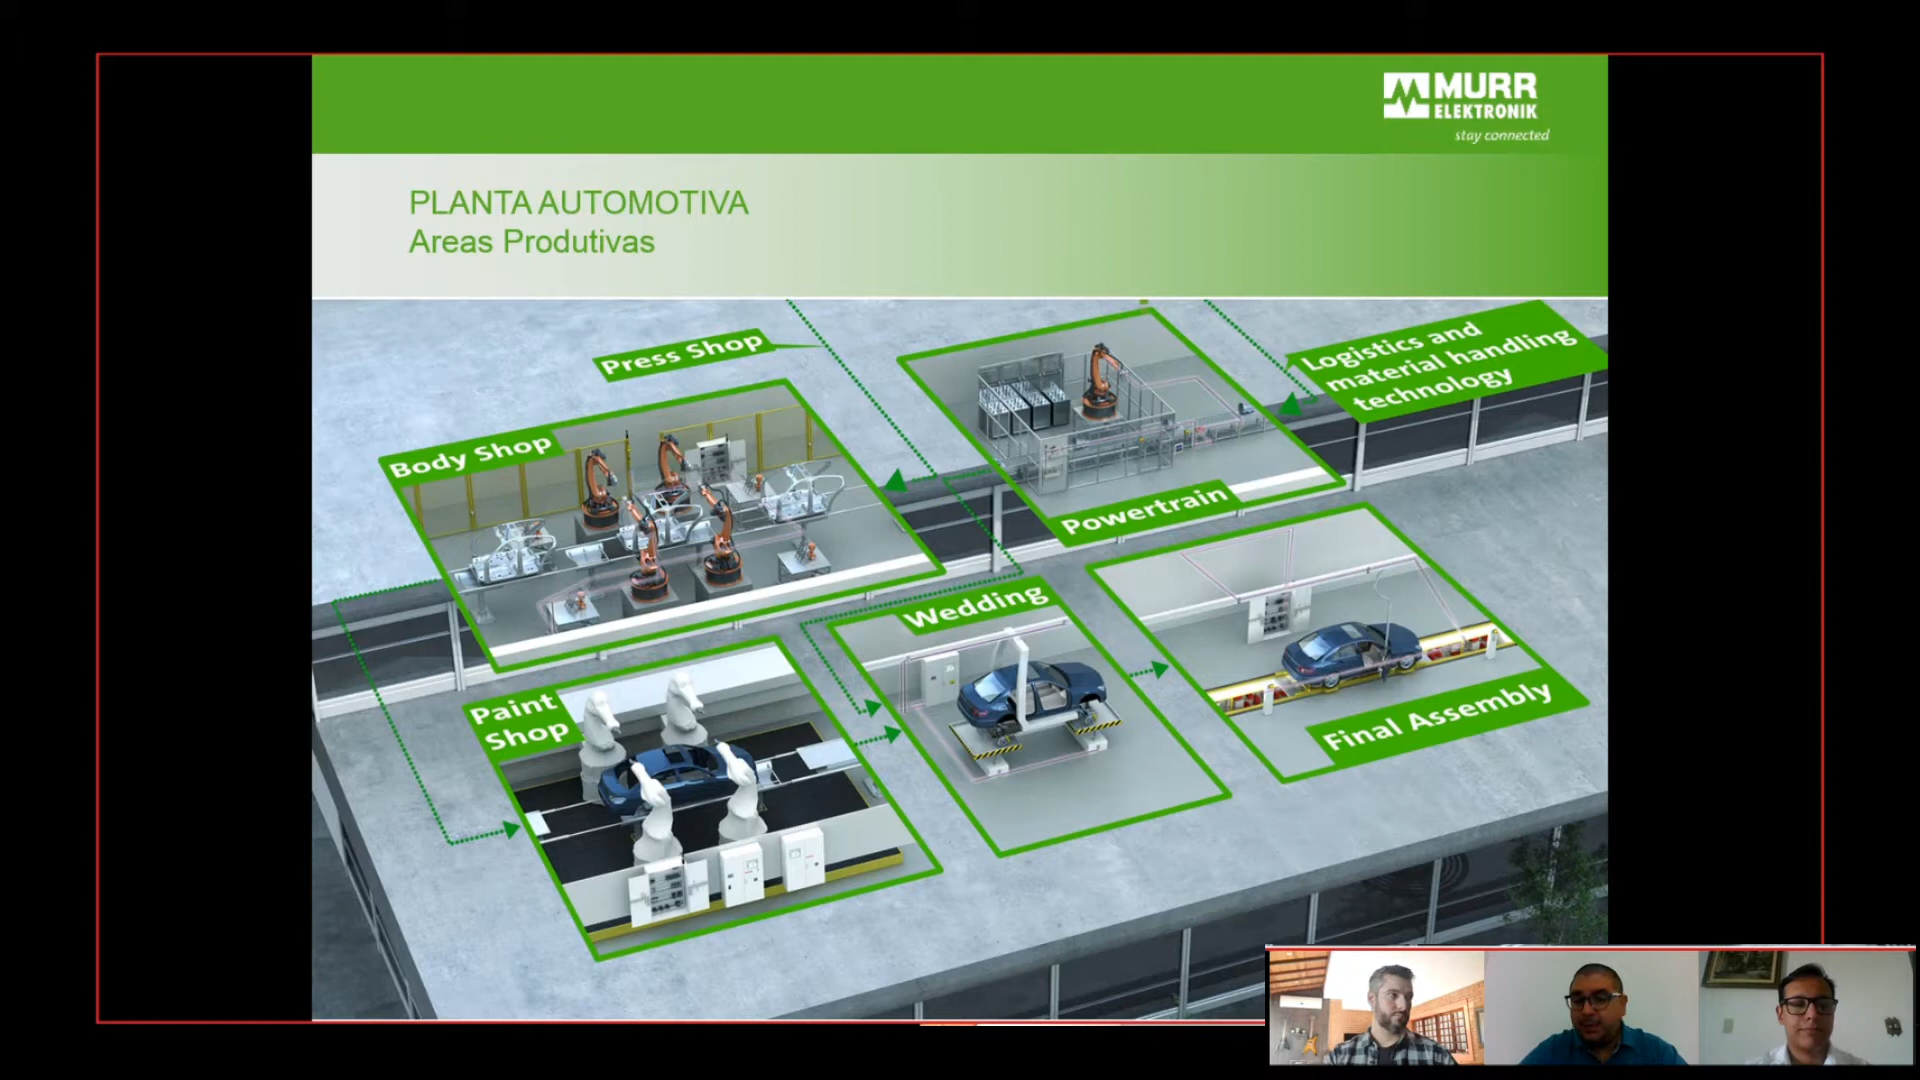 MURR
ELEKTRONIK
stay connected
PLANTA AUTOMOTIVA
Areas Produtivas
Press Shop
Logistics and
material handling
technology
Body Shop
Powertrain
Wedding
Paint
Shop
Final Assembly